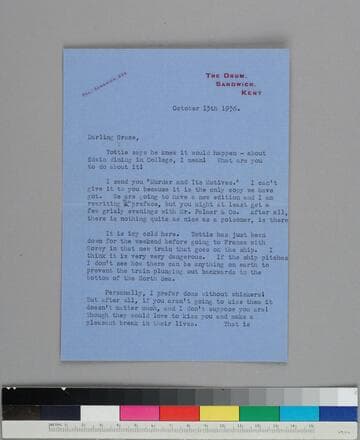 THE DRUM,
SANDWICH,
KENT
October 13th 1936.
Darling Grace,
Tottie says he knew it would happen - about
Edwin dining in College, I mean! What are you
to do about it!
I send you "Murder and Its Motives." I can't
give it to you because it is the only copy we have
got. We are going to have a new edition and I am
rewriting preface, but you might at least get a
few grisly evenings with Mr. Palmer & Co. After all,
there is nothing quite as nice as a poisoner, is there
It is icy cold here. Tottie has just been
down for the weekend before going to France with
in that new train that goes on the ship. I
think it is very very dangerous. If the ship pitches
I don't see how there can be anything on earth to
prevent the train plunging out backwards to the
bottom of the North Sea.
Personally, I prefer dons without whiskers!
But after all, if you aren't going to kiss them it
doesn't matter much, and I don't suppose you are!
though they would love to kiss you and make a
pleasant break in their lives. That is